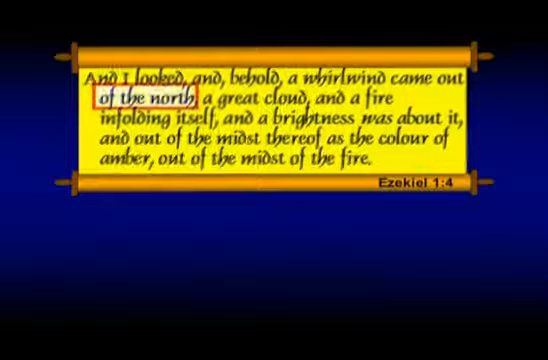 And I looked, and, behold, a whirlwind came out
of the north, a great cloud, and a fire
infolding itself, and a brightness was about it,
and out of the midst thereof as the colour of
amber, out of the midst of the fire.
Ezekiel 1:4